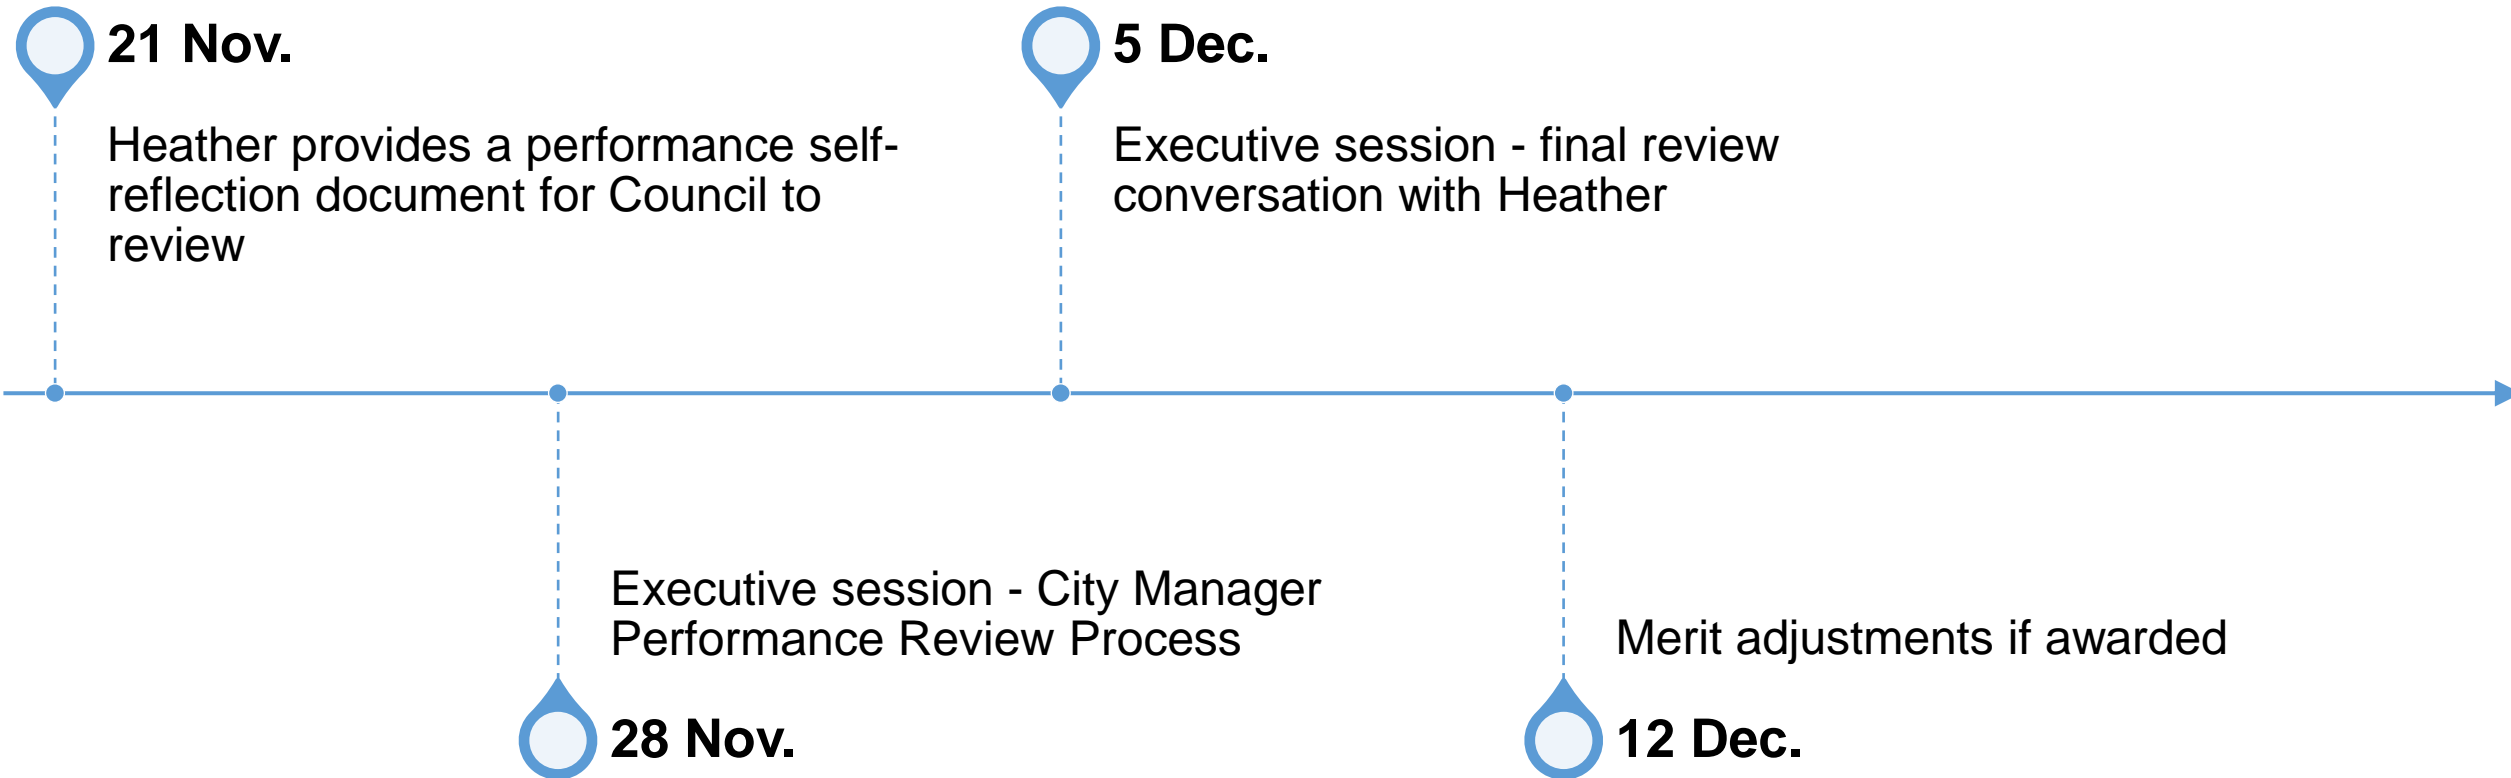 21 Nov.
Heather provides a performance self-
reflection document for Council to
review
Executive session - City Manager
Performance Review Process
28 Nov.
5 Dec.
Executive session - final review
conversation with Heather
Merit adjustments if awarded
12 Dec.